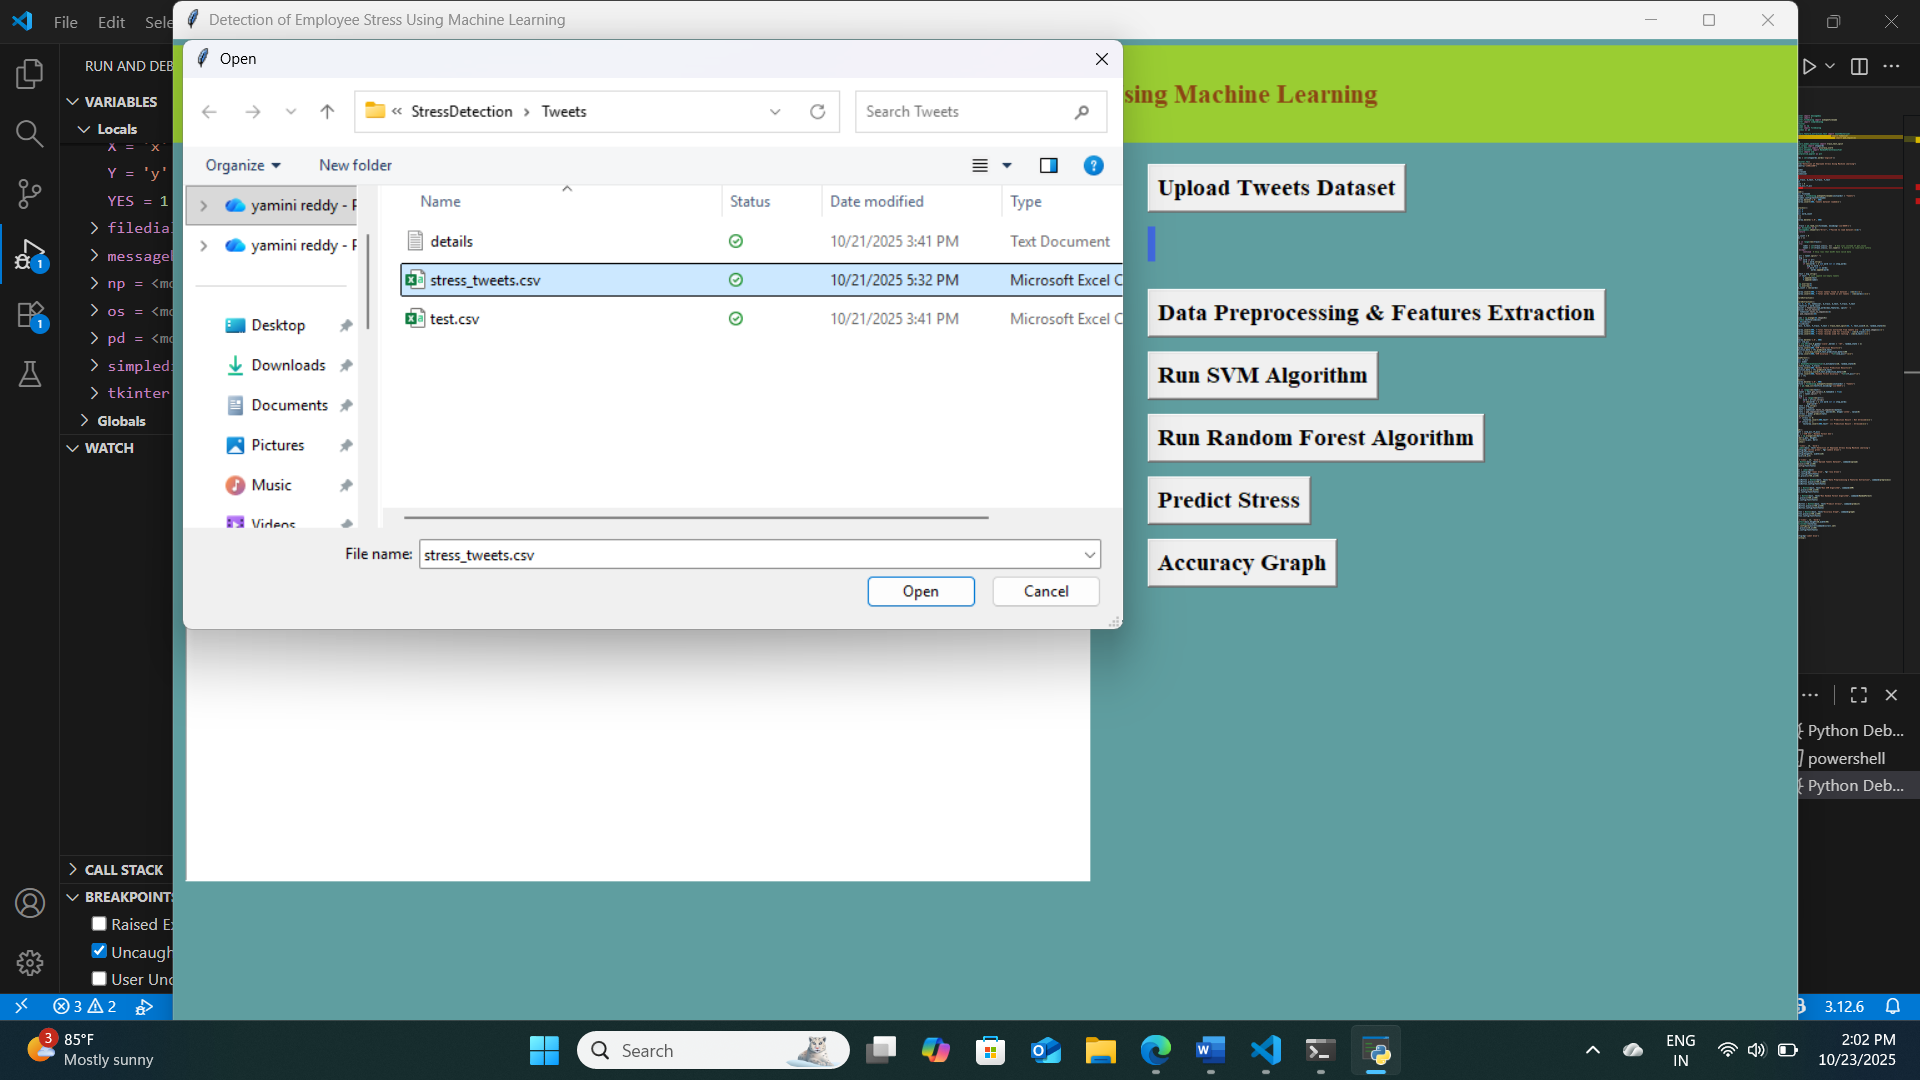 File Edit Sele
Detection of Employee Stress Using Machine Learning
RUN AND DEB
VARIABLES
Locals
X = 'x'
Y = 'y'
YES = 1
filedial
messagel
np = <mo
os = <mo
pd = <mo
simpledi
tkinter
Globals
WATCH
CALL STACK
BREAKPOINTS
Raised E
Uncaugh
User Unc
Open
StressDetection > Tweets
Search Tweets
Organize New folder
yamini reddy - P
yamini reddy - P
Desktop
Downloads
Documents
Pictures
Music
Videos
Name Status Date modified Type
details 10/21/2025 3:41 PM Text Document
stress_tweets.csv 10/21/2025 5:32 PM Microsoft Excel C
test.csv 10/21/2025 3:41 PM Microsoft Excel C
File name: stress_tweets.csv
Open Cancel
sing Machine Learning
Upload Tweets Dataset
Data Preprocessing & Features Extraction
Run SVM Algorithm
Run Random Forest Algorithm
Predict Stress
Accuracy Graph
Python Deb...
powershell
Python Deb...
1
1
3 2
3.12.6
3
85°F
Mostly sunny
Search
ENG
IN
2:02 PM
10/23/2025